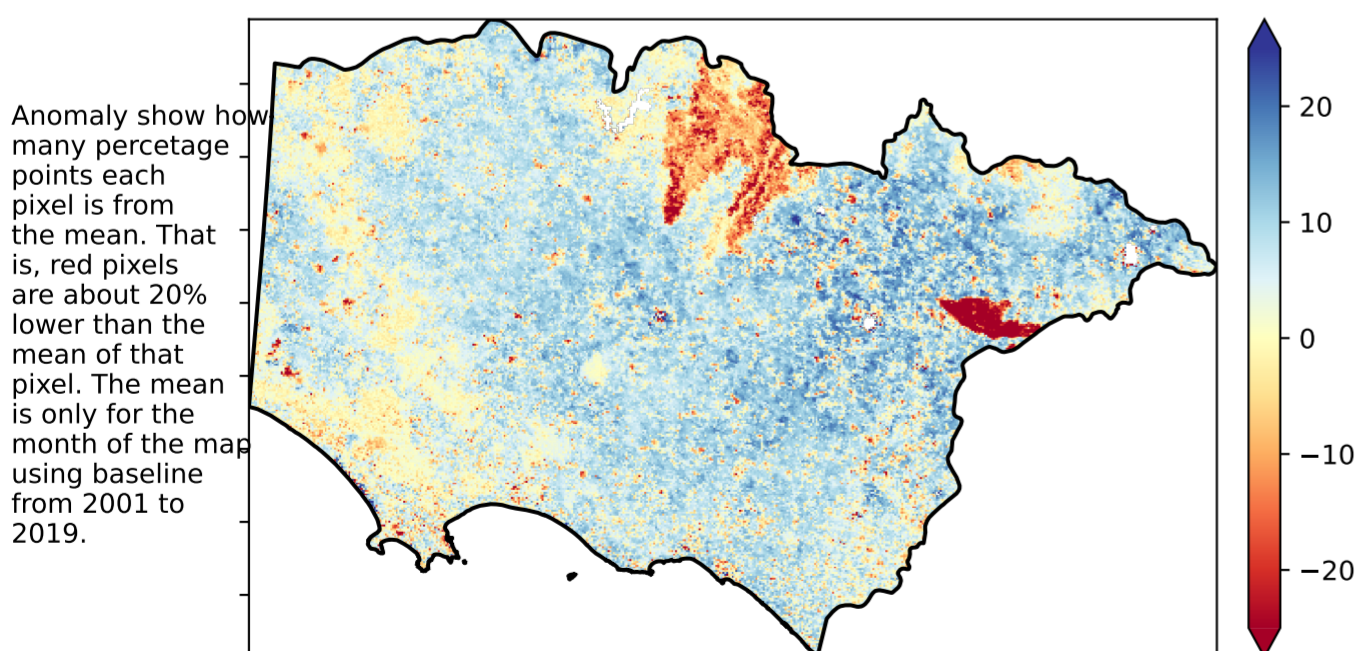 Anomaly show how
many percetage
points each
pixel is from
the mean. That
is, red pixels
are about 20%
lower than the
mean of that
pixel. The mean
is only for the
month of the map
using baseline
from 2001 to
2019.
20
10
0
−10
−20